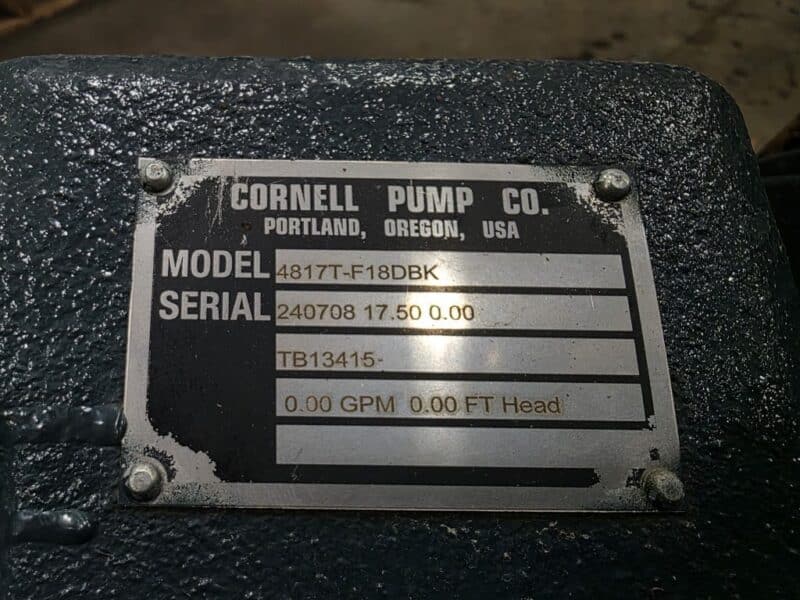 CORNELL PUMP CO.
PORTLAND, OREGON, USA
MODEL 4817T-F18DBK
SERIAL 240708 17.50 0.00
TB13415-
0.00 GPM 0.00 FT Head